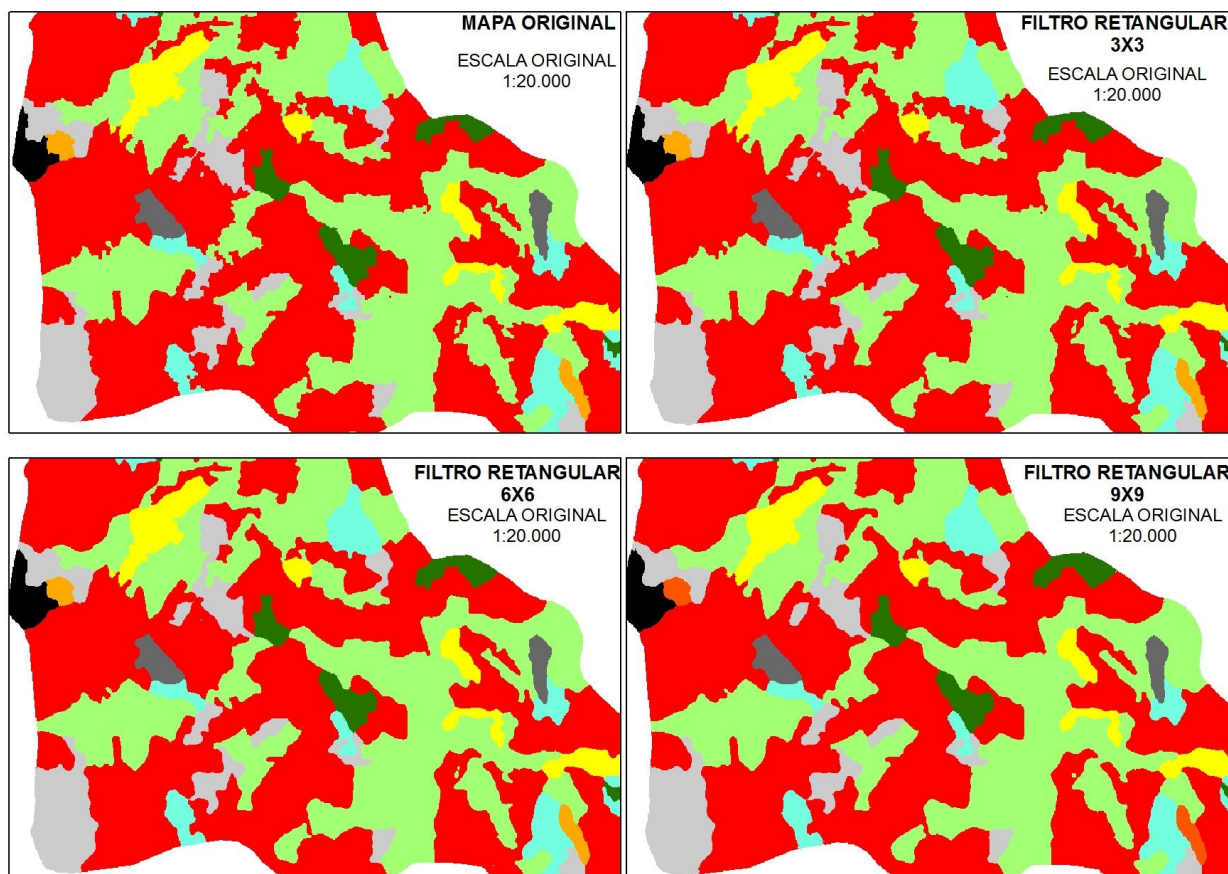 MAPA ORIGINAL
ESCALA ORIGINAL
1:20.000
FILTRO RETANGULAR
3X3
ESCALA ORIGINAL
1:20.000
FILTRO RETANGULAR
6X6
ESCALA ORIGINAL
1:20.000
FILTRO RETANGULAR
9X9
ESCALA ORIGINAL
1:20.000